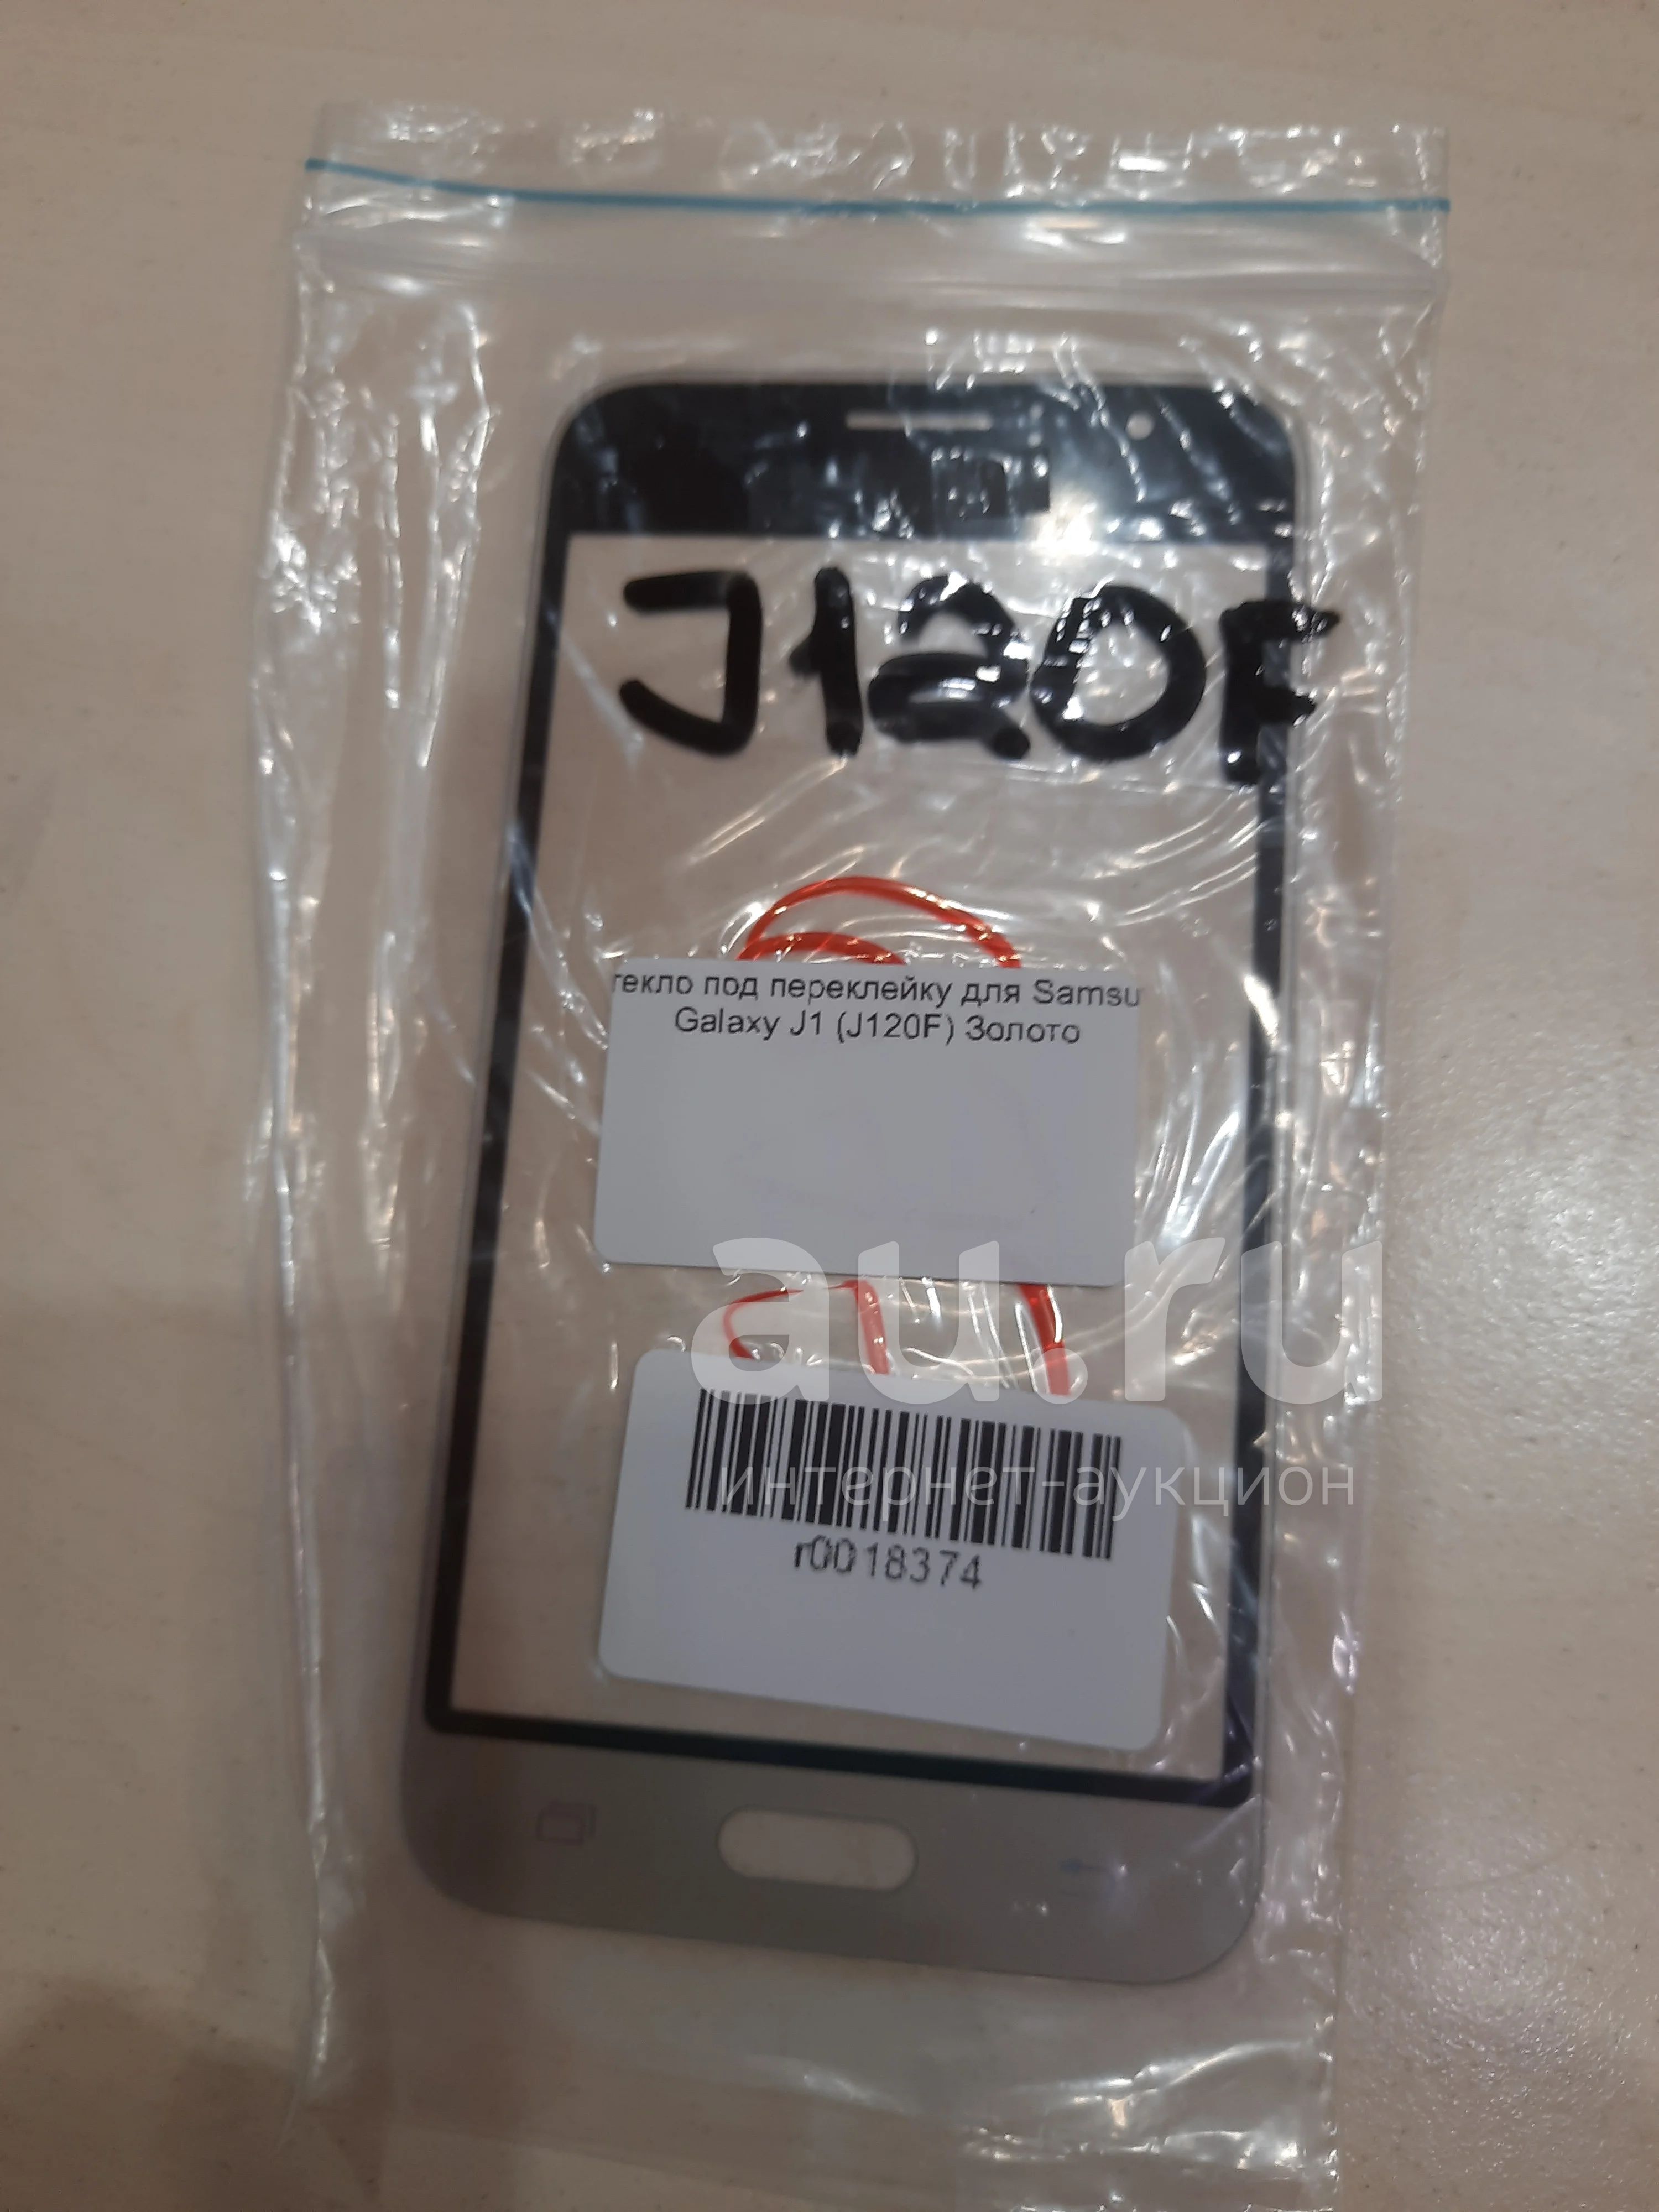 J120F
текло под переклейку для Samsu
Galaxy J1 (J120F) Золото
au.ru
интернет-аукцион
r0018374